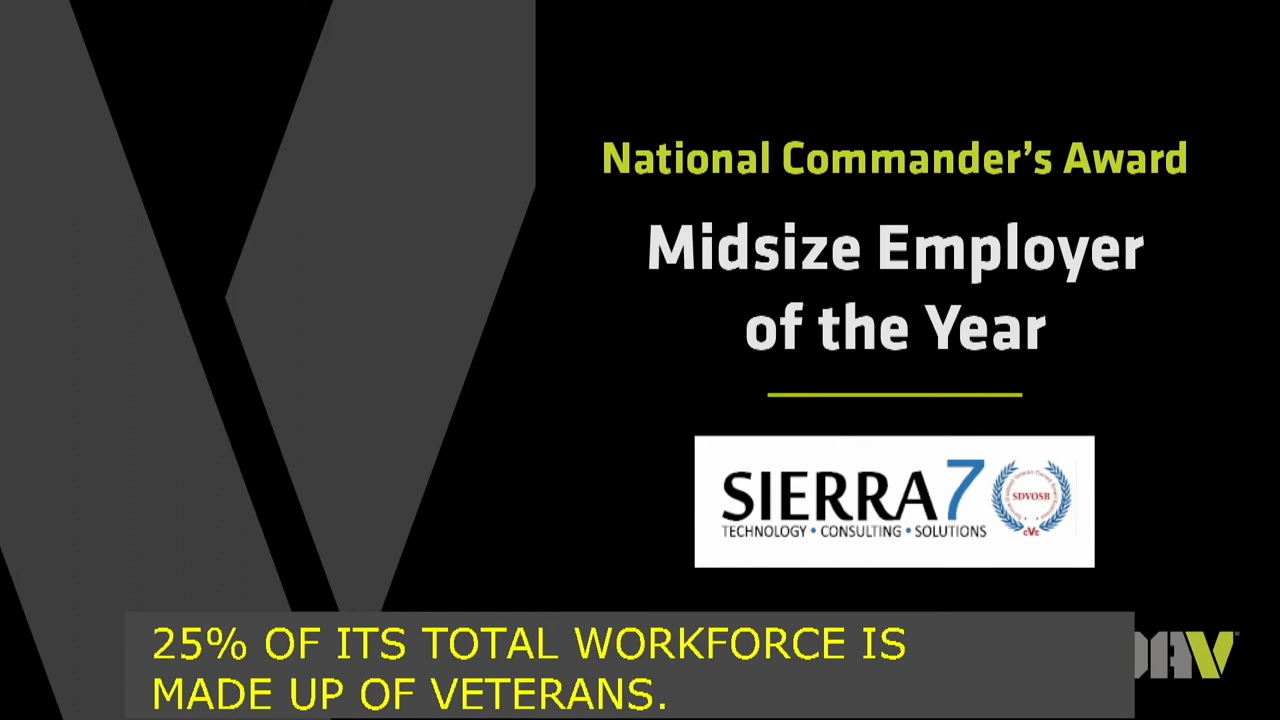 National Commander's Award
Midsize Employer
of the Year
SIERRA7
SDVOSB
CVE
TECHNOLOGY • CONSULTING • SOLUTIONS
25% OF ITS TOTAL WORKFORCE IS
MADE UP OF VETERANS.